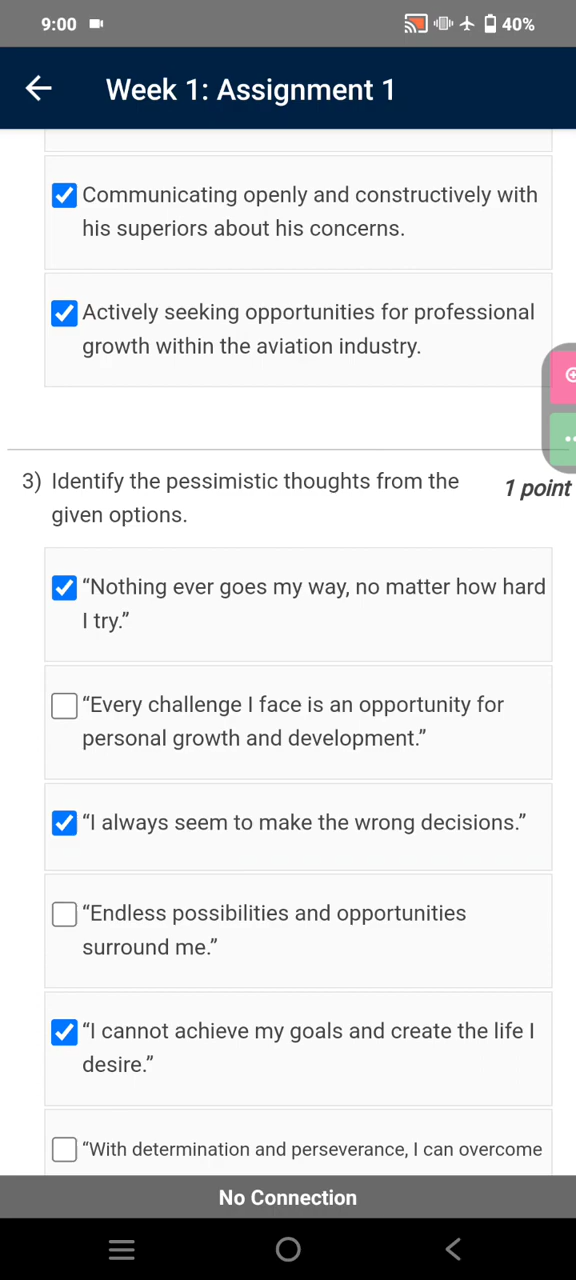 9:00
40%
Week 1: Assignment 1
Communicating openly and constructively with
his superiors about his concerns.
Actively seeking opportunities for professional
growth within the aviation industry.
3) Identify the pessimistic thoughts from the
given options.
1 point
“Nothing ever goes my way, no matter how hard
I try.”
“Every challenge I face is an opportunity for
personal growth and development.”
“I always seem to make the wrong decisions.”
“Endless possibilities and opportunities
surround me.”
“I cannot achieve my goals and create the life I
desire.”
“With determination and perseverance, I can overcome
No Connection